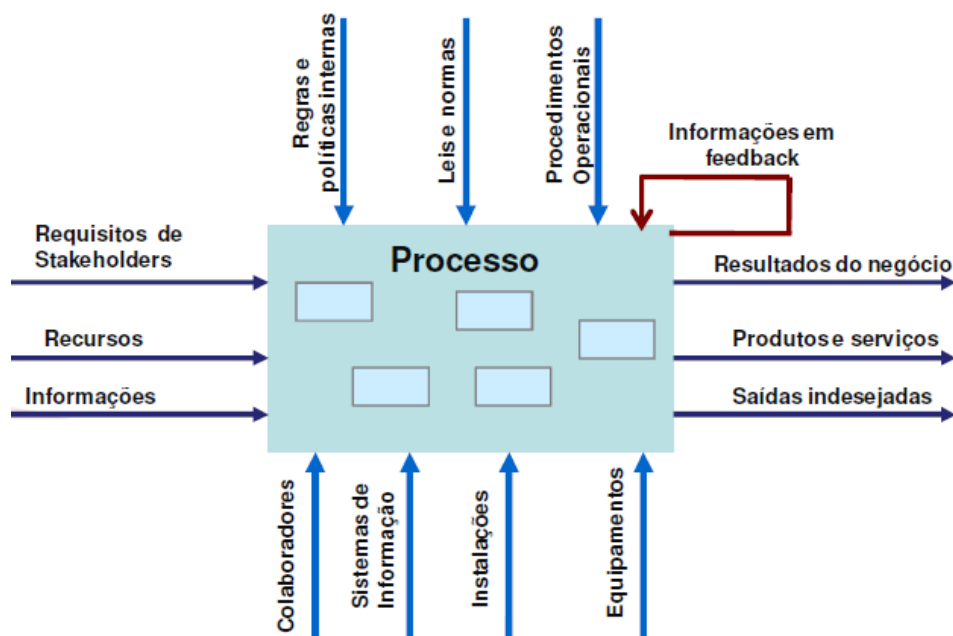 Regras e
políticas internas
Leis e normas
Procedimentos
Operacionais
Informações em
feedback
Requisitos de
Stakeholders
Processo
Resultados do negócio
Recursos
Produtos e serviços
Informações
Saídas indesejadas
Colaboradores
Sistemas de
Informação
Instalações
Equipamentos